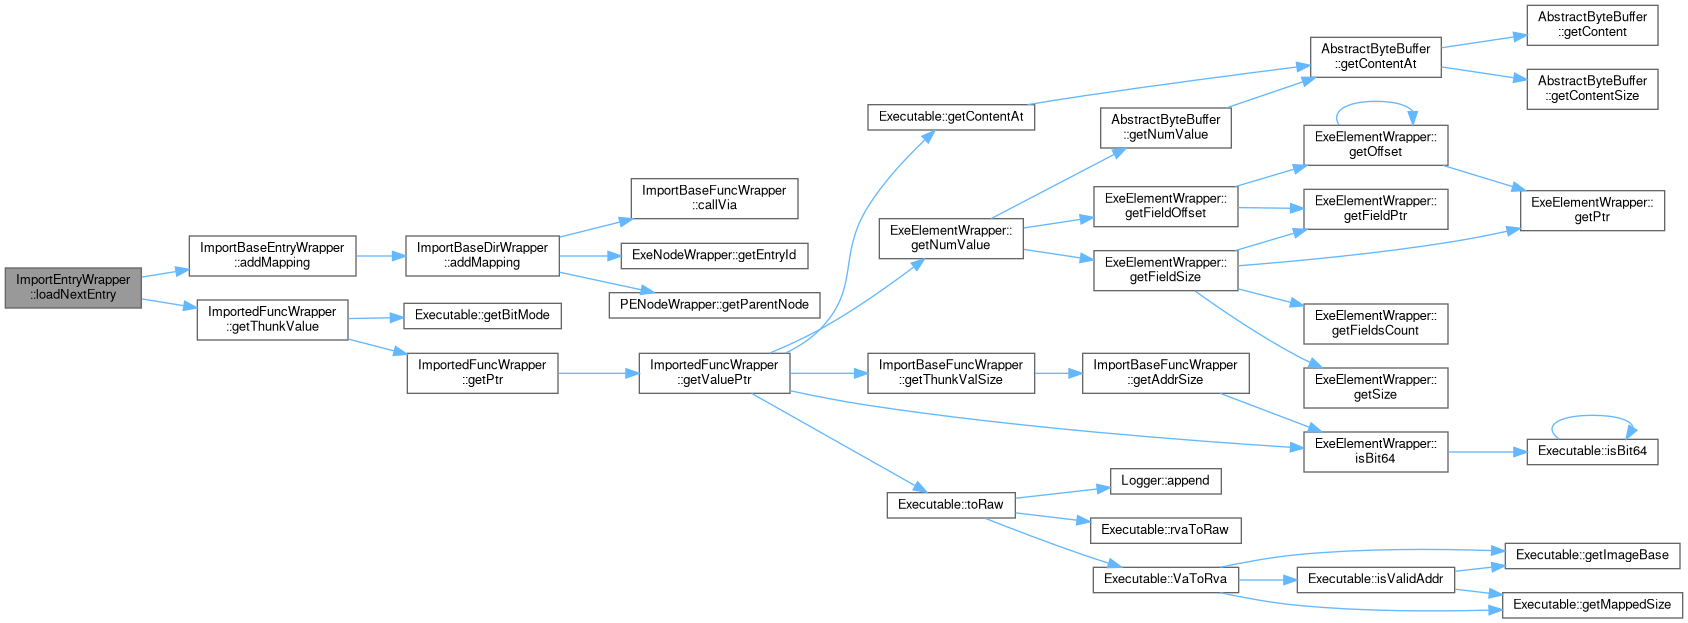 ImportEntryWrapper
::loadNextEntry
ImportBaseEntryWrapper
::addMapping
ImportedFuncWrapper
::getThunkValue
ImportBaseDirWrapper
::addMapping
Executable::getBitMode
ImportedFuncWrapper
::getPtr
ImportBaseFuncWrapper
::callVia
ExeNodeWrapper::getEntryId
PENodeWrapper::getParentNode
ImportedFuncWrapper
::getValuePtr
Executable::getContentAt
ExeElementWrapper::
getNumValue
ImportBaseFuncWrapper
::getThunkValSize
Executable::toRaw
AbstractByteBuffer
::getNumValue
ExeElementWrapper::
getFieldOffset
ExeElementWrapper::
getFieldSize
ImportBaseFuncWrapper
::getAddrSize
Logger::append
Executable::rvaToRaw
Executable::VaToRva
AbstractByteBuffer
::getContentAt
ExeElementWrapper::
getOffset
ExeElementWrapper::
getFieldPtr
ExeElementWrapper::
getFieldsCount
ExeElementWrapper::
getSize
ExeElementWrapper::
isBit64
Executable::isValidAddr
AbstractByteBuffer
::getContent
AbstractByteBuffer
::getContentSize
ExeElementWrapper::
getPtr
Executable::isBit64
Executable::getImageBase
Executable::getMappedSize